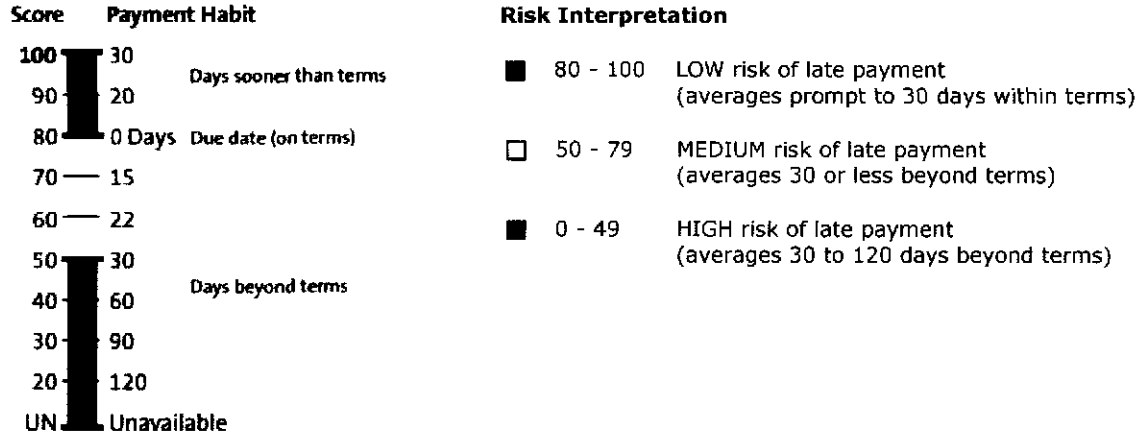 Score Payment Habit
100 30
Days sooner than terms
90 20
80 0 Days Due date (on terms)
70 15
60 22
50 30
Days beyond terms
40 60
30 90
20 120
UN Unavailable
Risk Interpretation
80 - 100 LOW risk of late payment
(averages prompt to 30 days within terms)
50 - 79 MEDIUM risk of late payment
(averages 30 or less beyond terms)
0 - 49 HIGH risk of late payment
(averages 30 to 120 days beyond terms)